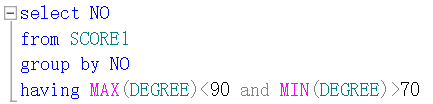 select NO
from SCORE1
group by NO
having MAX(DEGREE)<90 and MIN(DEGREE)>70